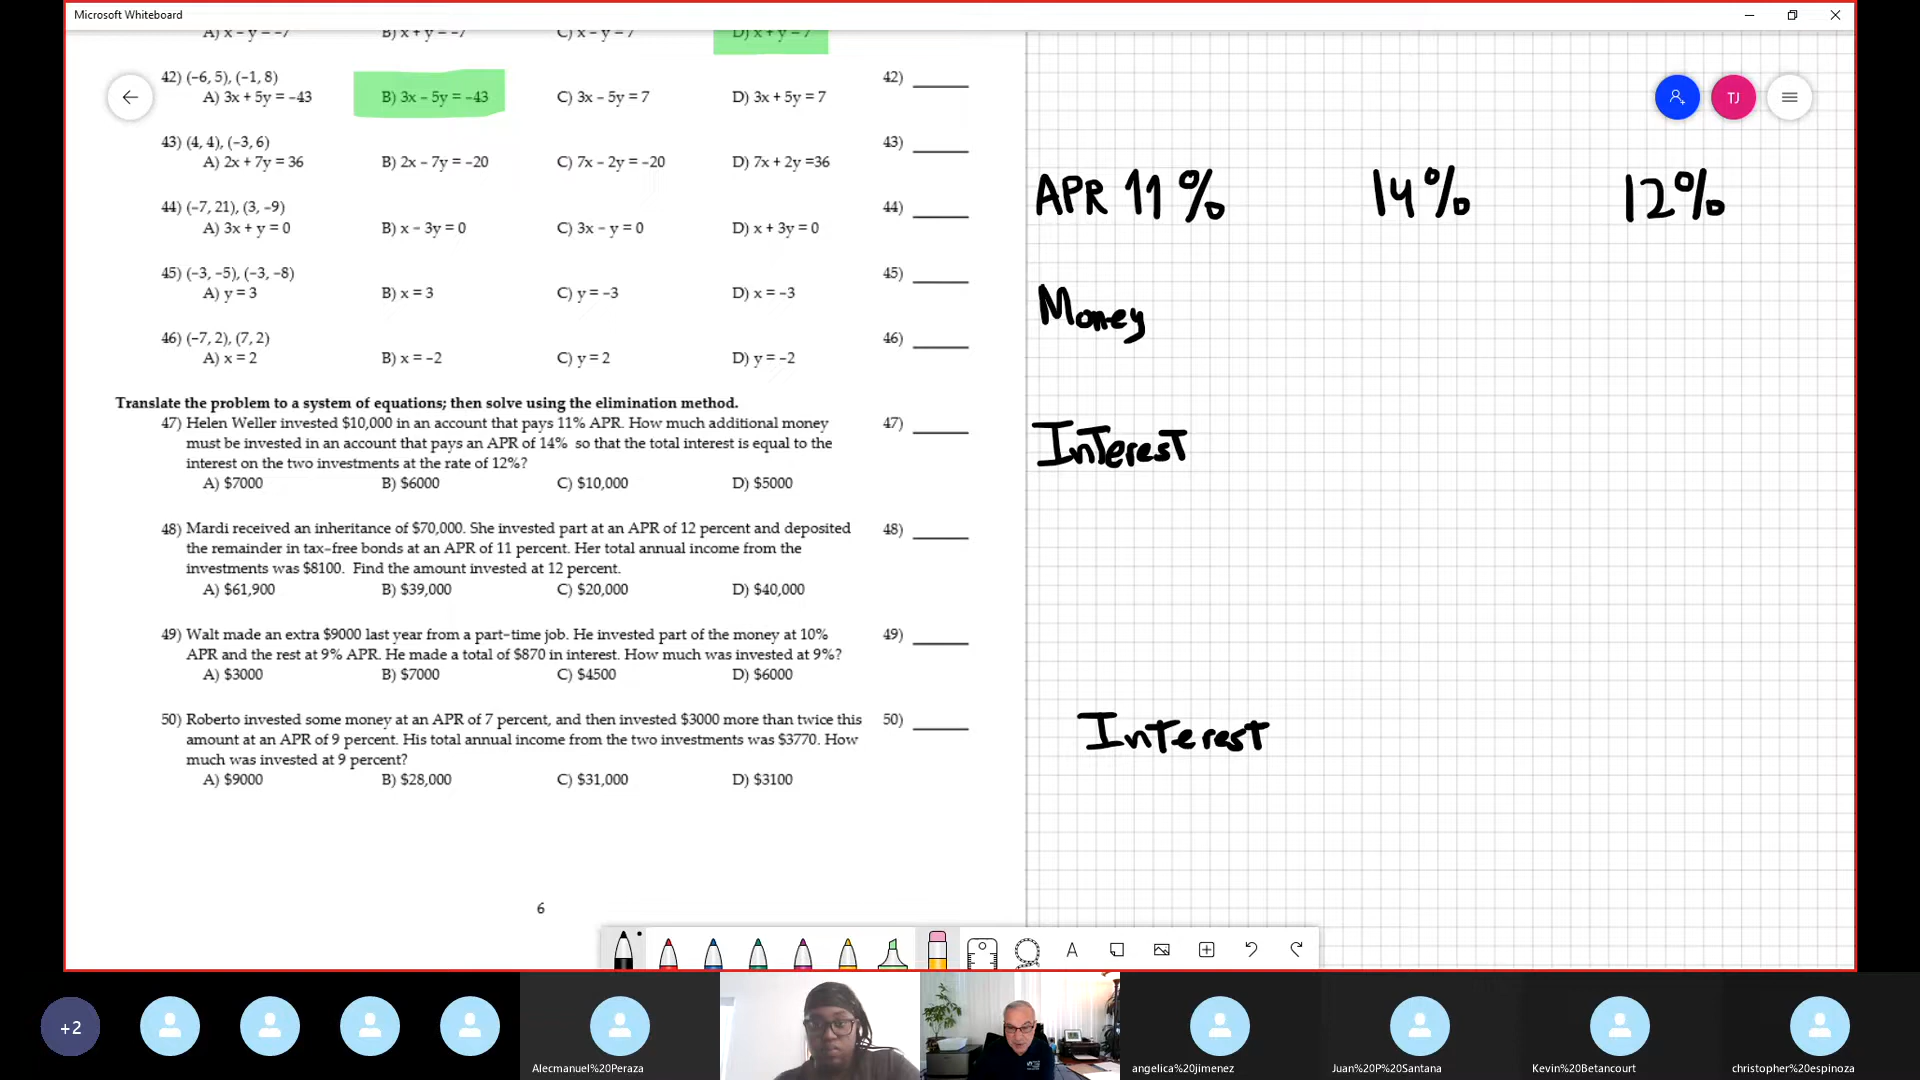 Microsoft Whiteboard
A) x − y = −7 B) x + y = −7 C) x − y = 7 D) x + y = 7
42) (−6, 5), (−1, 8) 42)
A) 3x + 5y = −43 B) 3x − 5y = −43 C) 3x − 5y = 7 D) 3x + 5y = 7
43) (4, 4), (−3, 6) 43)
A) 2x + 7y = 36 B) 2x − 7y = −20 C) 7x − 2y = −20 D) 7x + 2y =36
44) (−7, 21), (3, −9) 44)
A) 3x + y = 0 B) x − 3y = 0 C) 3x − y = 0 D) x + 3y = 0
45) (−3, −5), (−3, −8) 45)
A) y = 3 B) x = 3 C) y = −3 D) x = −3
46) (−7, 2), (7, 2) 46)
A) x = 2 B) x = −2 C) y = 2 D) y = −2
Translate the problem to a system of equations; then solve using the elimination method.
47) Helen Weller invested $10,000 in an account that pays 11% APR. How much additional money 47)
must be invested in an account that pays an APR of 14% so that the total interest is equal to the
interest on the two investments at the rate of 12%?
A) $7000 B) $6000 C) $10,000 D) $5000
48) Mardi received an inheritance of $70,000. She invested part at an APR of 12 percent and deposited 48)
the remainder in tax−free bonds at an APR of 11 percent. Her total annual income from the
investments was $8100. Find the amount invested at 12 percent.
A) $61,900 B) $39,000 C) $20,000 D) $40,000
49) Walt made an extra $9000 last year from a part−time job. He invested part of the money at 10% 49)
APR and the rest at 9% APR. He made a total of $870 in interest. How much was invested at 9%?
A) $3000 B) $7000 C) $4500 D) $6000
50) Roberto invested some money at an APR of 7 percent, and then invested $3000 more than twice this 50)
amount at an APR of 9 percent. His total annual income from the two investments was $3770. How
much was invested at 9 percent?
A) $9000 B) $28,000 C) $31,000 D) $3100
6
TJ
APR 11% 14% 12%
Money
Interest
Interest
A
+2
Alecmanuel%20Peraza
angelica%20jimenez
Juan%20P%20Santana
Kevin%20Betancourt
christopher%20espinoza